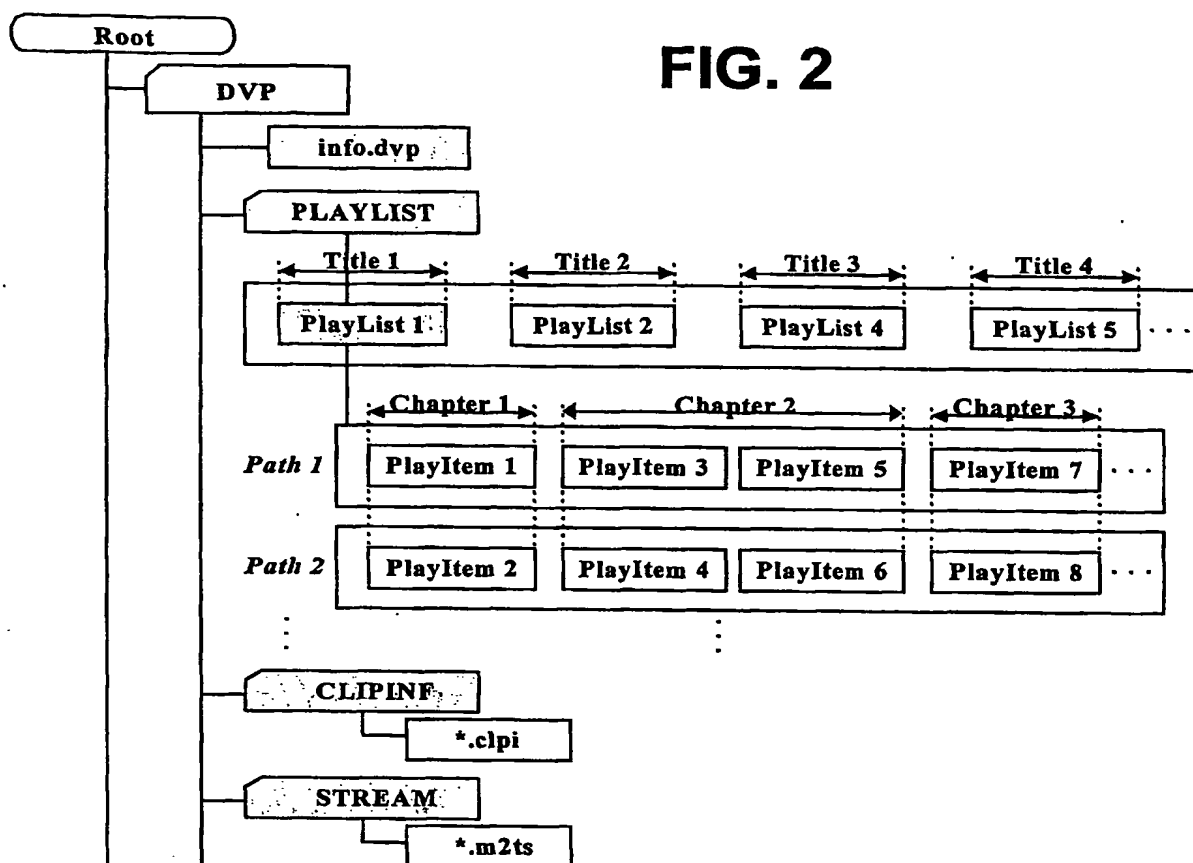 Root
FIG. 2
DVP
info.dvp
PLAYLIST
Title 1 Title 2 Title 3 Title 4
PlayList 1 PlayList 2 PlayList 4 PlayList 5 ...
Chapter 1 Chapter 2 Chapter 3
Path 1 PlayItem 1 PlayItem 3 PlayItem 5 PlayItem 7 ...
Path 2 PlayItem 2 PlayItem 4 PlayItem 6 PlayItem 8 ...
CLIPINF
*.clpi
STREAM
*.m2ts